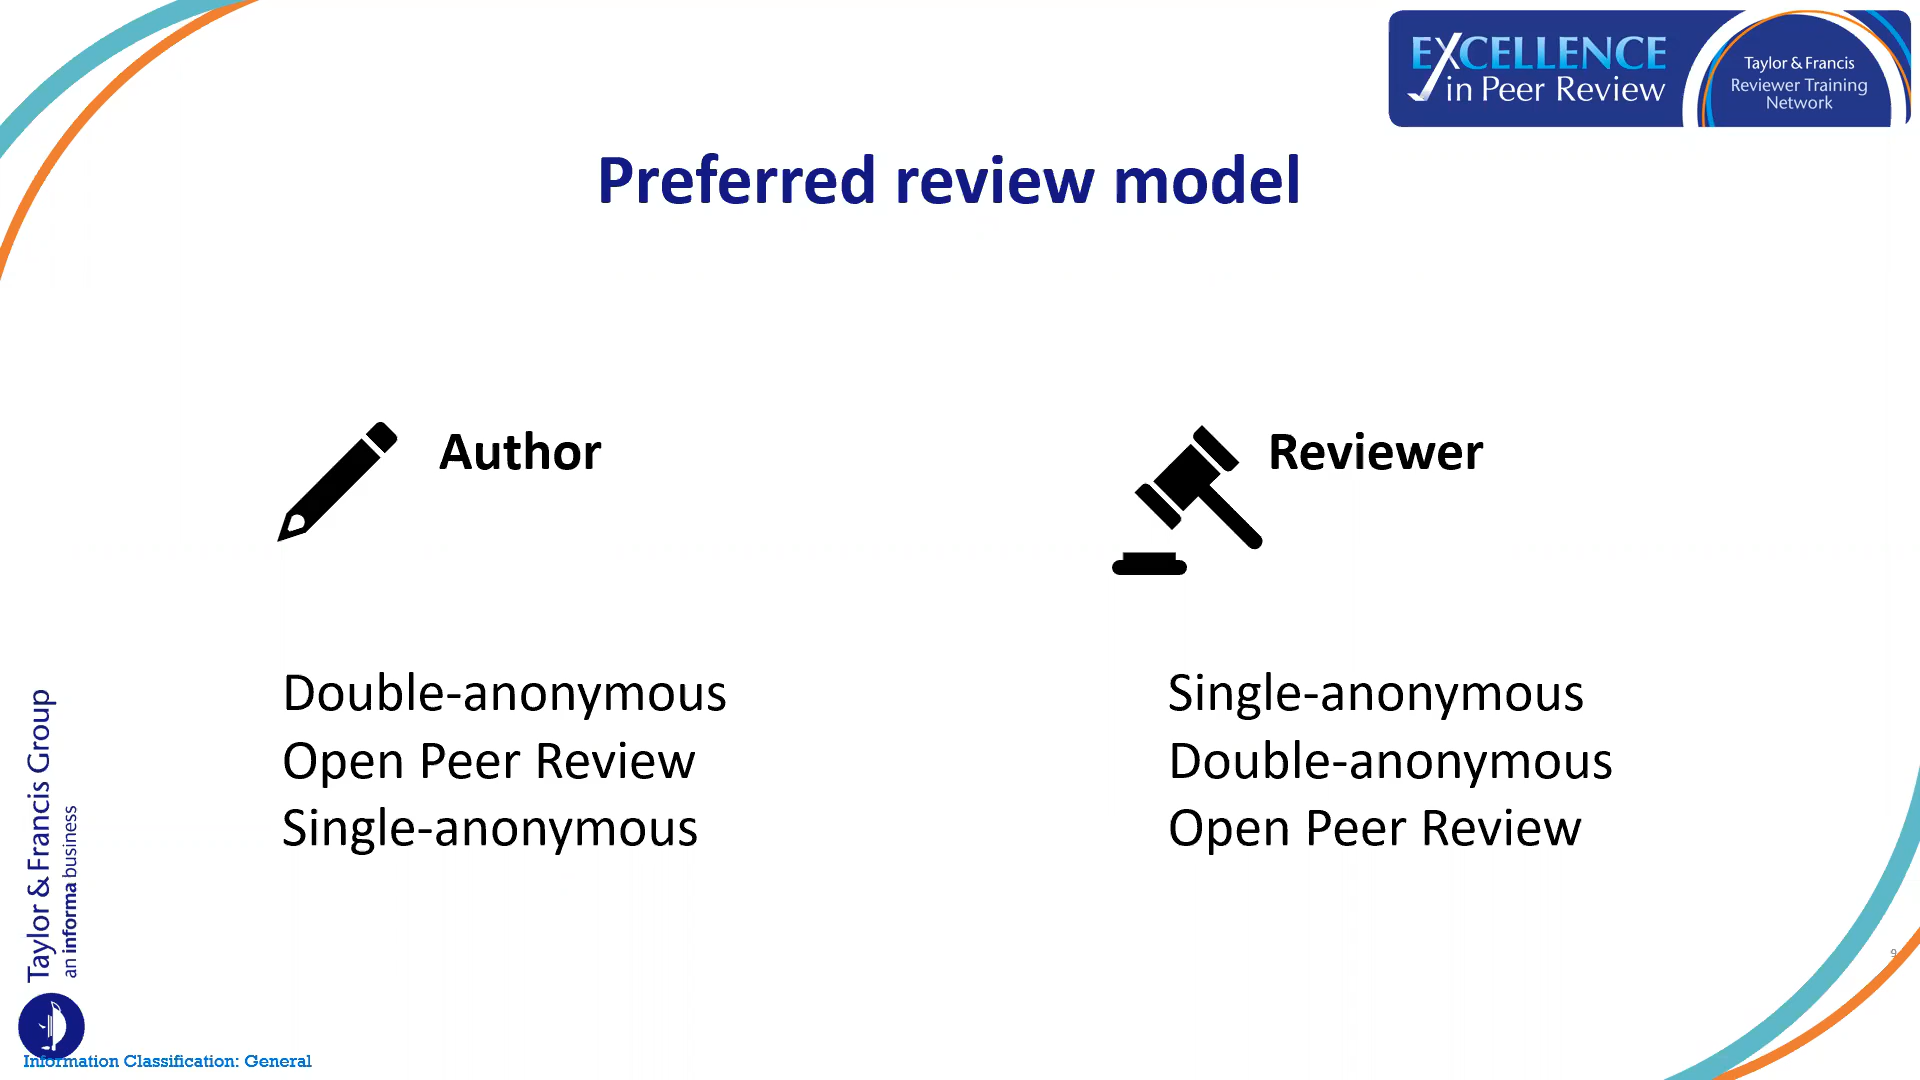 EXCELLENCE
in Peer Review
Taylor & Francis
Reviewer Training
Network
Preferred review model
Author
Reviewer
Double-anonymous
Open Peer Review
Single-anonymous
Single-anonymous
Double-anonymous
Open Peer Review
Taylor & Francis Group
an informa business
9
Information Classification: General